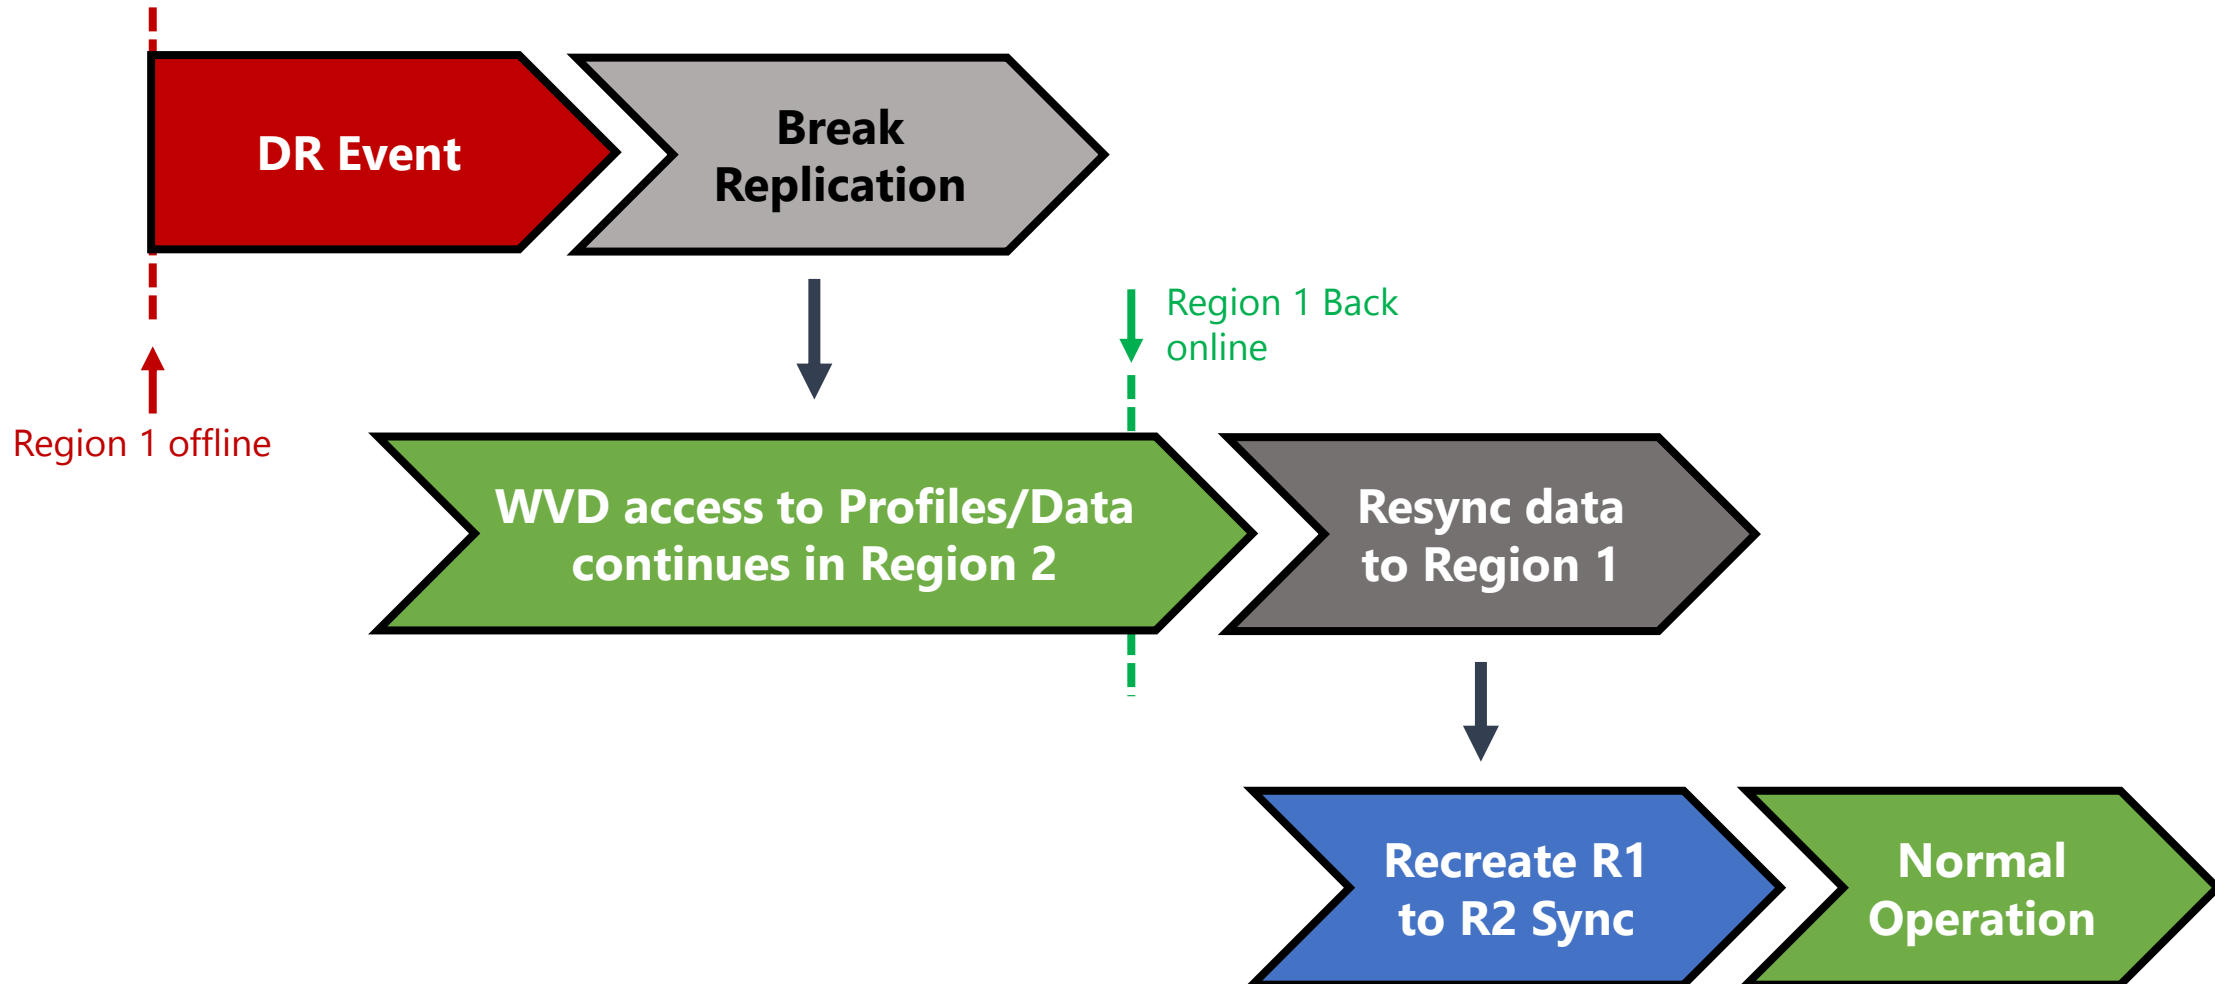 DR Event
Break
Replication
Region 1 Back
online
Region 1 offline
WVD access to Profiles/Data
continues in Region 2
Resync data
to Region 1
Recreate R1
to R2 Sync
Normal
Operation